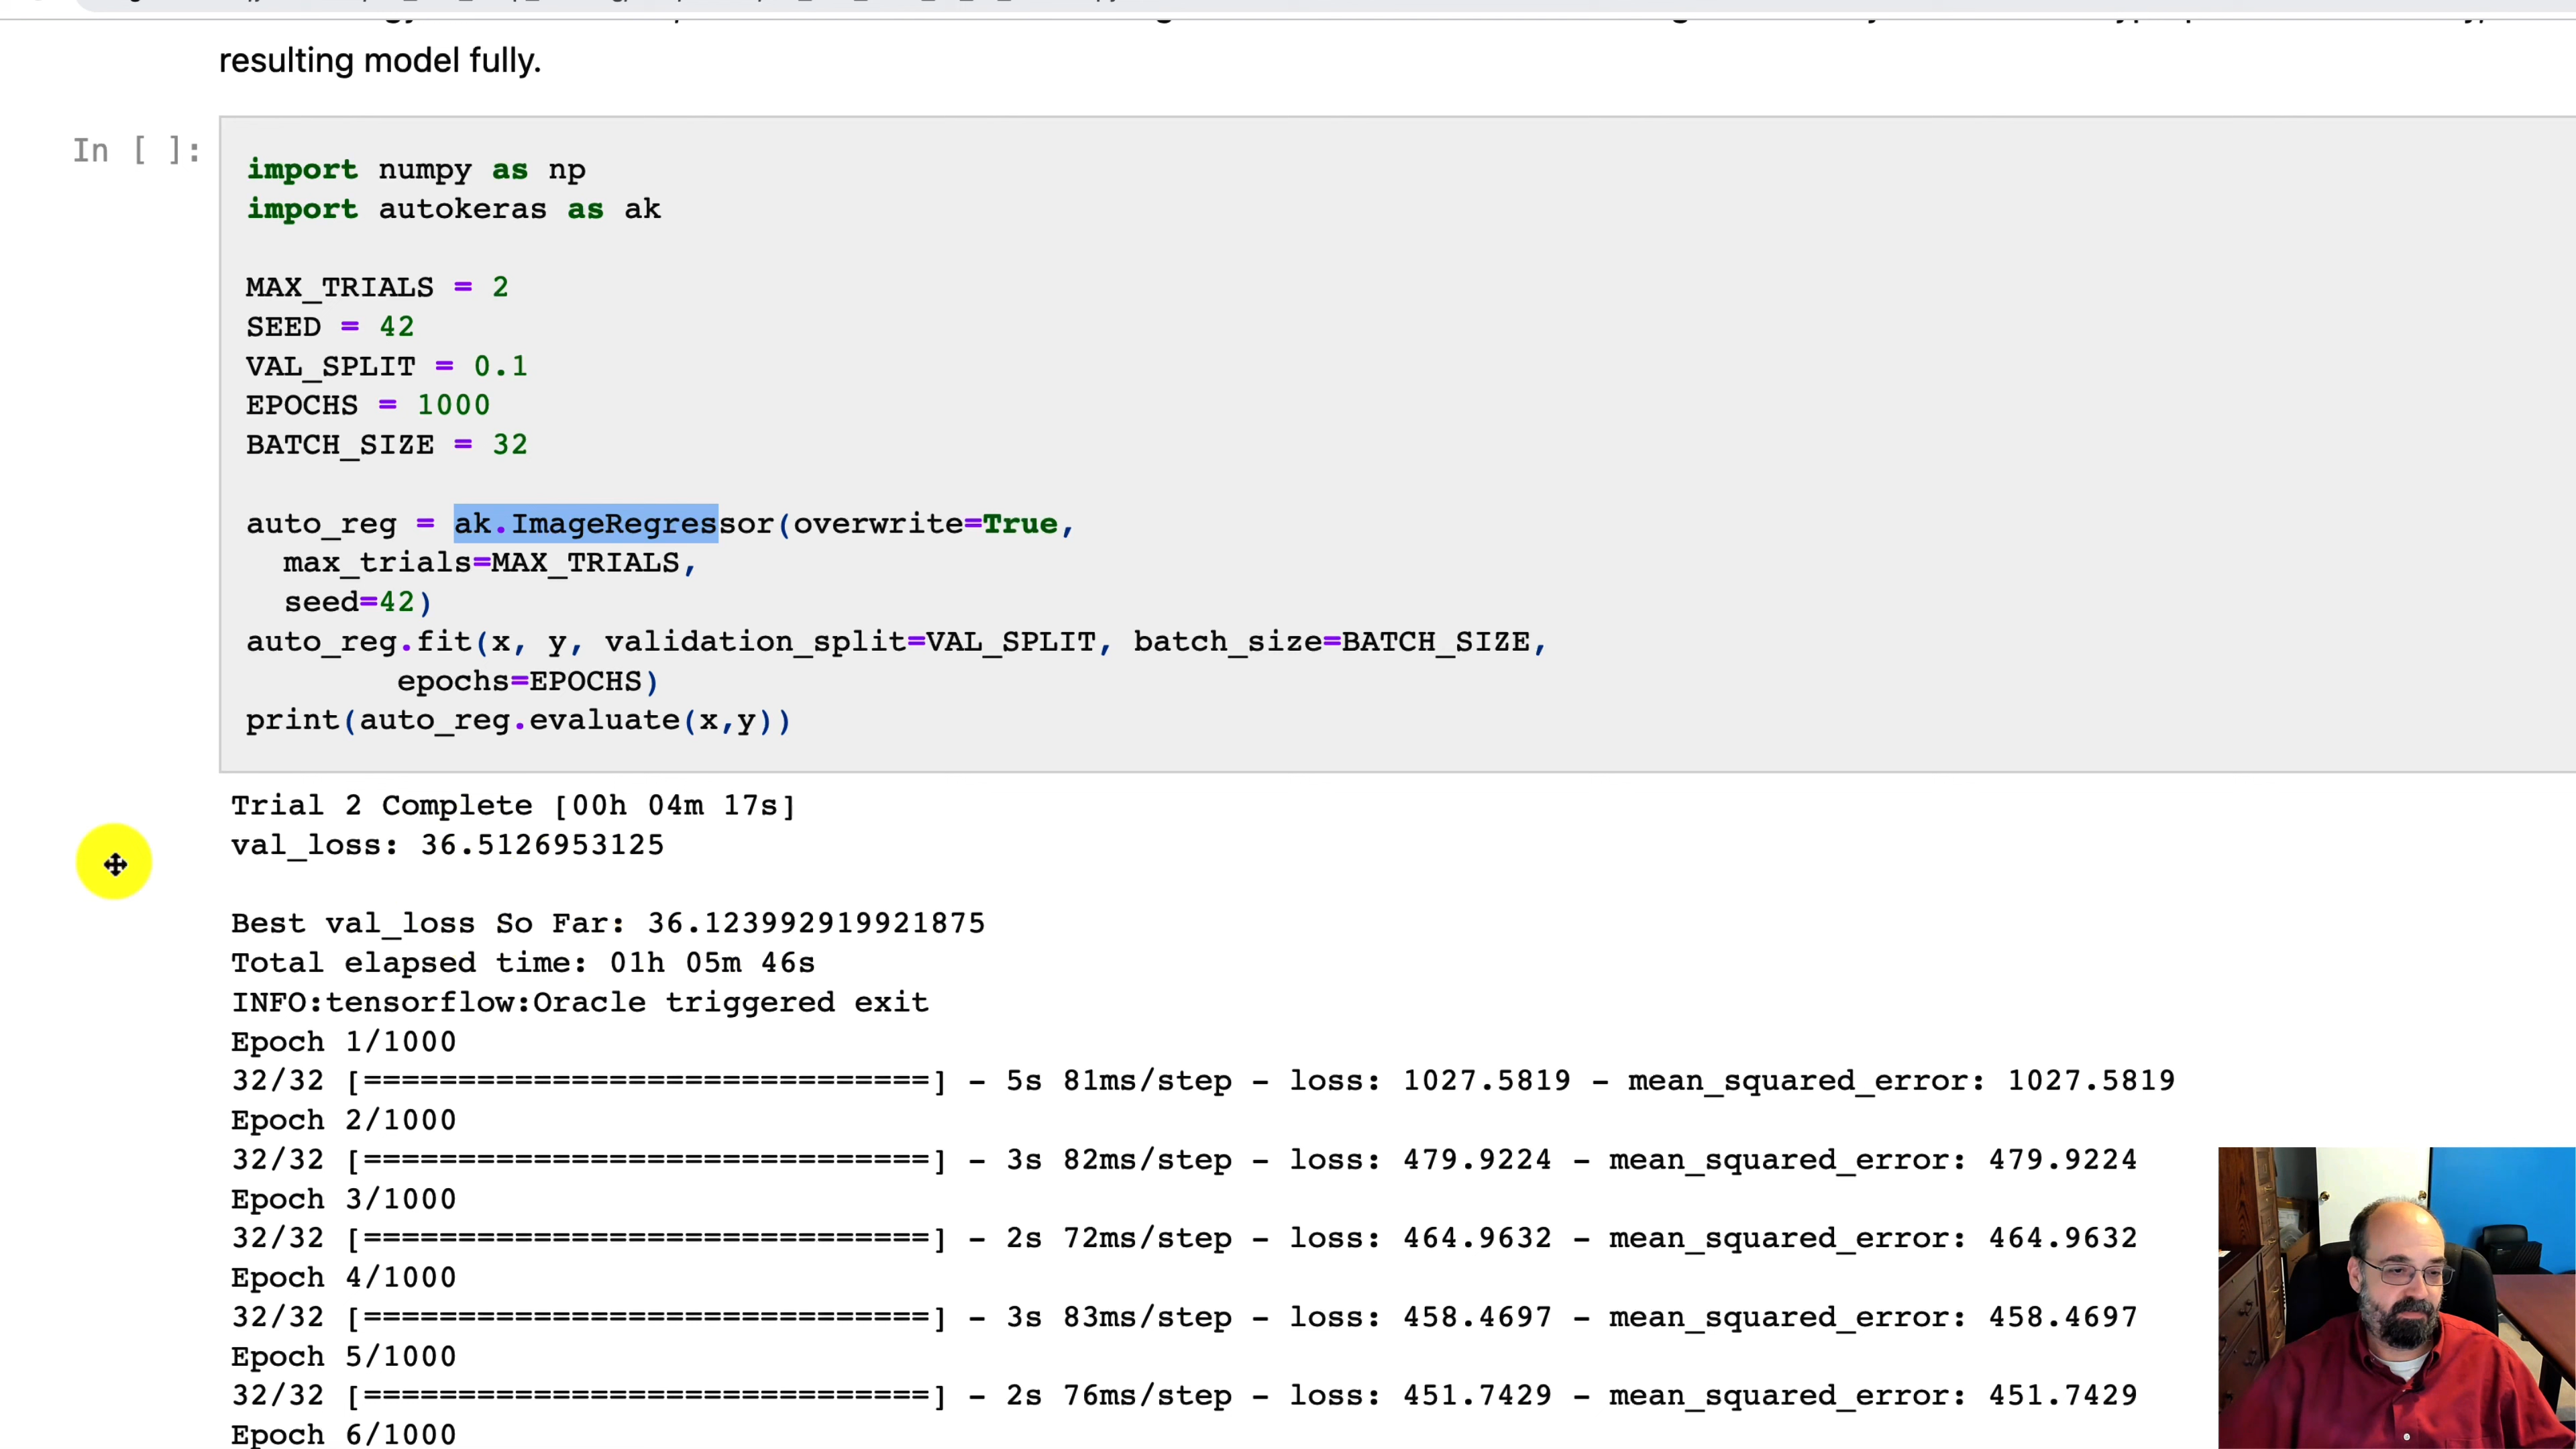 resulting model fully.
In [ ]:
import numpy as np
import autokeras as ak
MAX_TRIALS = 2
SEED = 42
VAL_SPLIT = 0.1
EPOCHS = 1000
BATCH_SIZE = 32
auto_reg = ak.ImageRegressor(overwrite=True,
max_trials=MAX_TRIALS,
seed=42)
auto_reg.fit(x, y, validation_split=VAL_SPLIT, batch_size=BATCH_SIZE,
epochs=EPOCHS)
print(auto_reg.evaluate(x,y))
Trial 2 Complete [00h 04m 17s]
val_loss: 36.5126953125
Best val_loss So Far: 36.123992919921875
Total elapsed time: 01h 05m 46s
INFO:tensorflow:Oracle triggered exit
Epoch 1/1000
32/32 [==============================] - 5s 81ms/step - loss: 1027.5819 - mean_squared_error: 1027.5819
Epoch 2/1000
32/32 [==============================] - 3s 82ms/step - loss: 479.9224 - mean_squared_error: 479.9224
Epoch 3/1000
32/32 [==============================] - 2s 72ms/step - loss: 464.9632 - mean_squared_error: 464.9632
Epoch 4/1000
32/32 [==============================] - 3s 83ms/step - loss: 458.4697 - mean_squared_error: 458.4697
Epoch 5/1000
32/32 [==============================] - 2s 76ms/step - loss: 451.7429 - mean_squared_error: 451.7429
Epoch 6/1000